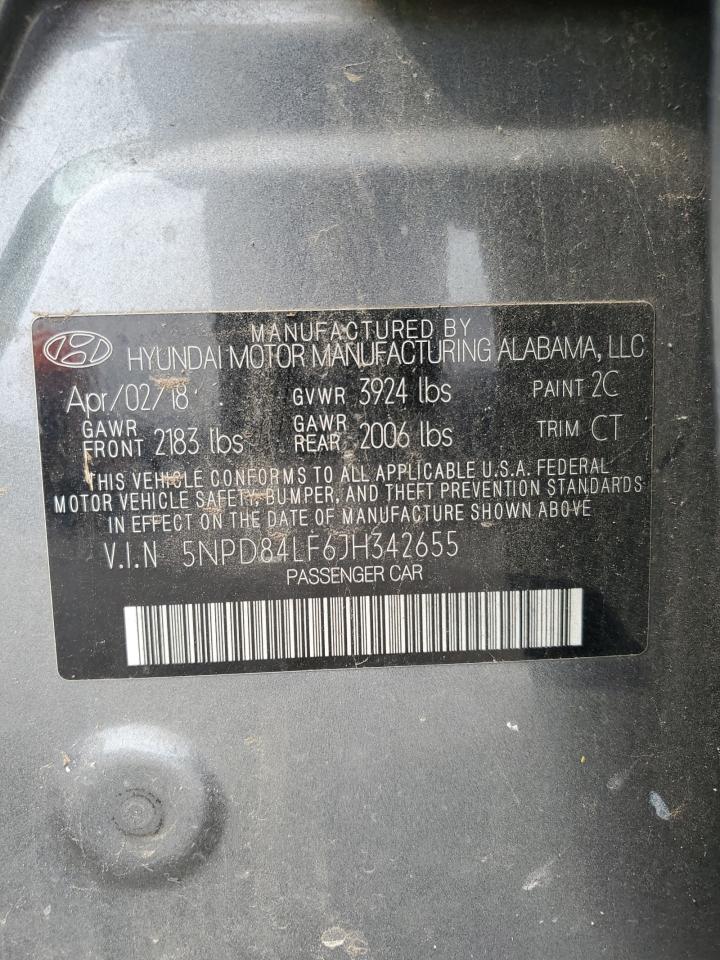 MANUFACTURED BY
HYUNDAI MOTOR MANUFACTURING ALABAMA, LLC
Apr/02/18 GVWR 3924 lbs PAINT 2C
GAWR FRONT 2183 lbs GAWR REAR 2006 lbs TRIM CT
THIS VEHICLE CONFORMS TO ALL APPLICABLE U.S.A. FEDERAL
MOTOR VEHICLE SAFETY, BUMPER, AND THEFT PREVENTION STANDARDS
IN EFFECT ON THE DATE OF MANUFACTURE SHOWN ABOVE
V.I.N 5NPD84LF6JH342655
PASSENGER CAR